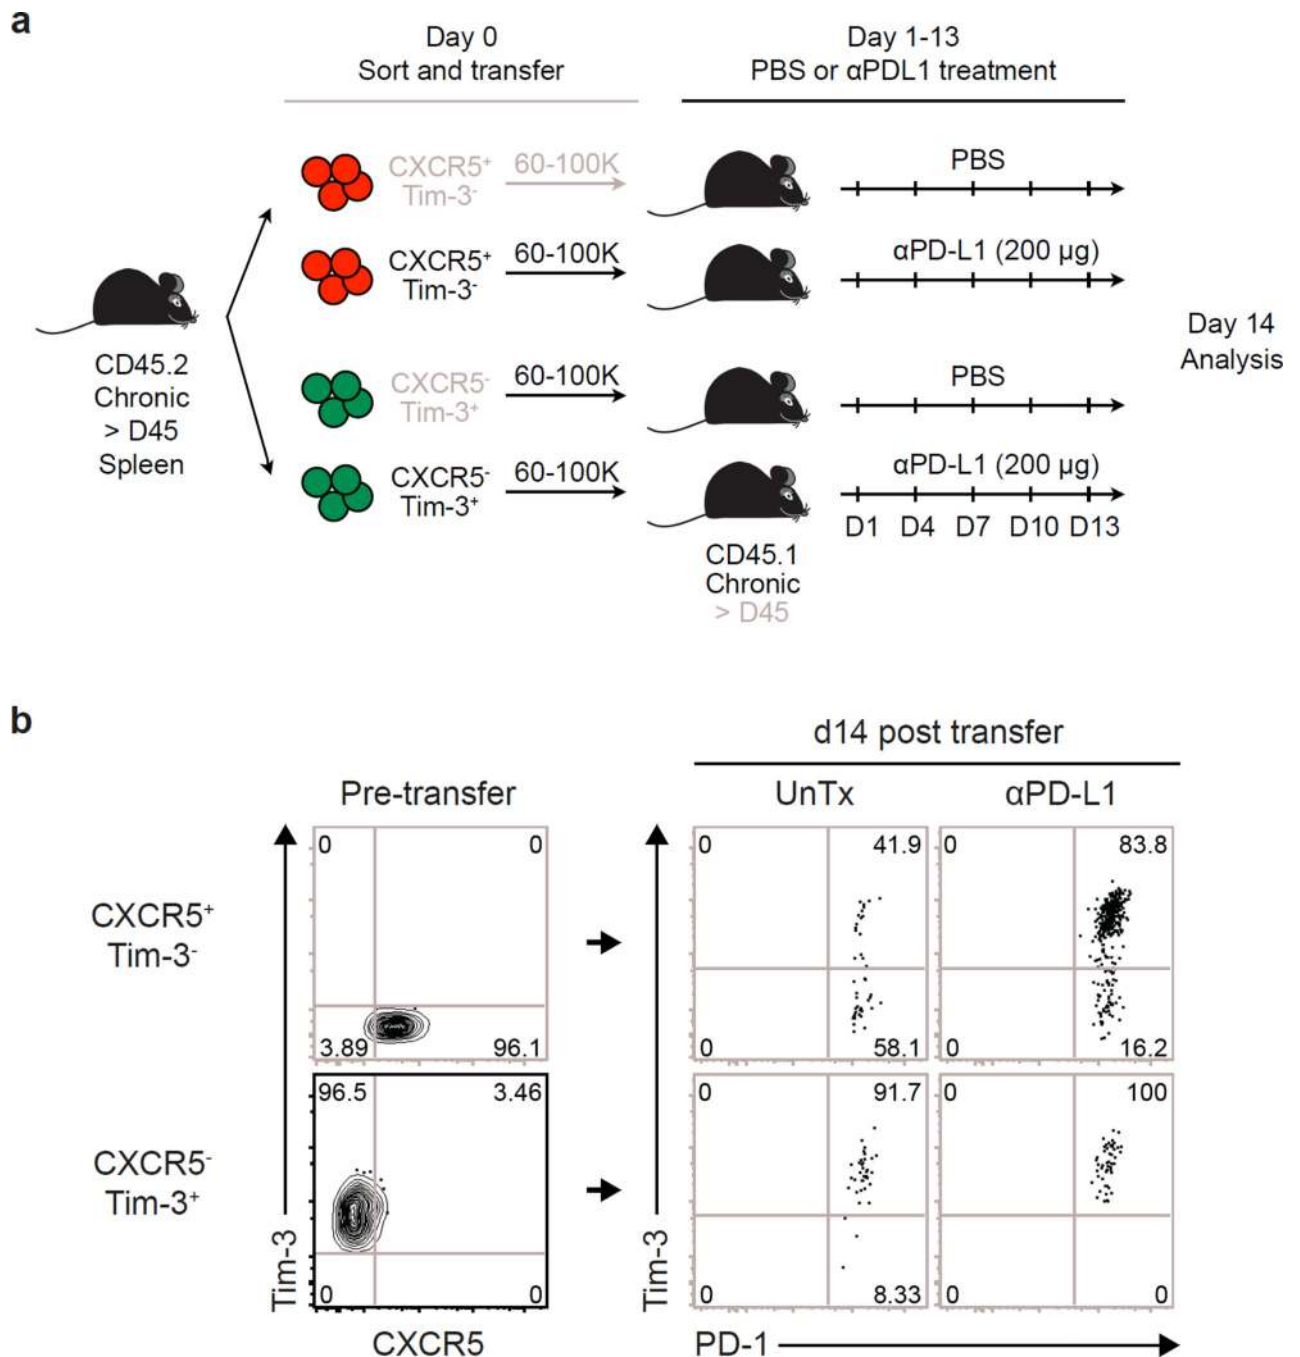 a
Day 0
Sort and transfer
Day 1-13
PBS or αPDL1 treatment
CXCR5+
Tim-3-
60-100K
PBS
CXCR5+
Tim-3-
60-100K
αPD-L1 (200 µg)
CD45.2
Chronic
> D45
Spleen
CXCR5-
Tim-3+
60-100K
PBS
CXCR5-
Tim-3+
60-100K
αPD-L1 (200 µg)
D1 D4 D7 D10 D13
CD45.1
Chronic
> D45
Day 14
Analysis
b
d14 post transfer
Pre-transfer
UnTx
αPD-L1
CXCR5+
Tim-3-
0 0
3.89 96.1
0 41.9
0 58.1
0 83.8
0 16.2
CXCR5-
Tim-3+
96.5 3.46
0 0
0 91.7
0 8.33
0 100
0 0
Tim-3
CXCR5
Tim-3
PD-1